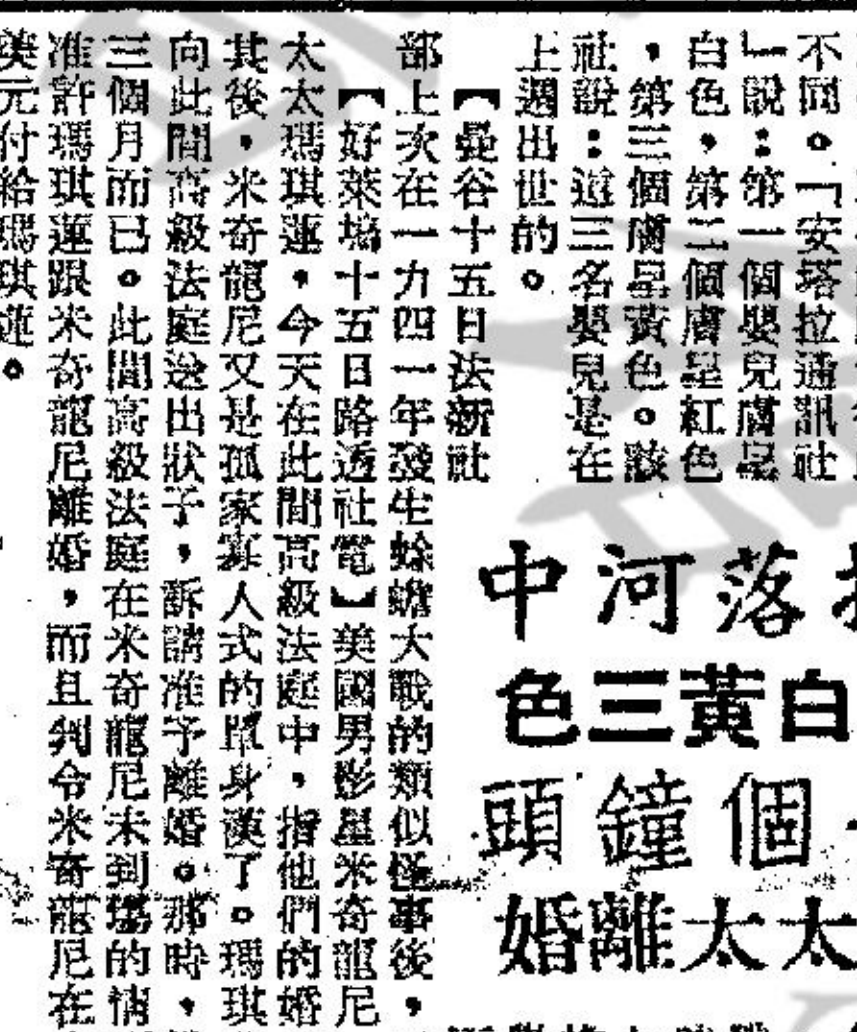 不同。「安塔拉通訊社
」說：第一個嬰兒膚呈
白色，第二個膚呈紅色
，第三個膚呈黃色。該
社說：這三名嬰兒是在
上週出世的。
落河中
白黃三色
個鐘頭
太太離婚
【曼谷十五日法新社
部上次在一九四一年發生蜍蟾大戰的類似怪事後，
【好萊塢十五日路透社電】美國男影星米奇龍尼
太太瑪琪蓮，今天在此間高級法庭中，指他們的婚
其後，米奇龍尼又是孤家寡人式的單身漢了。瑪琪
向此間高級法庭遞出狀子，訴請准予離婚。那時，
三個月而已。此間高級法庭在米奇龍尼未到場的情
准許瑪琪蓮跟米奇龍尼離婚，而且判令米奇龍尼在
美元付給瑪琪蓮。